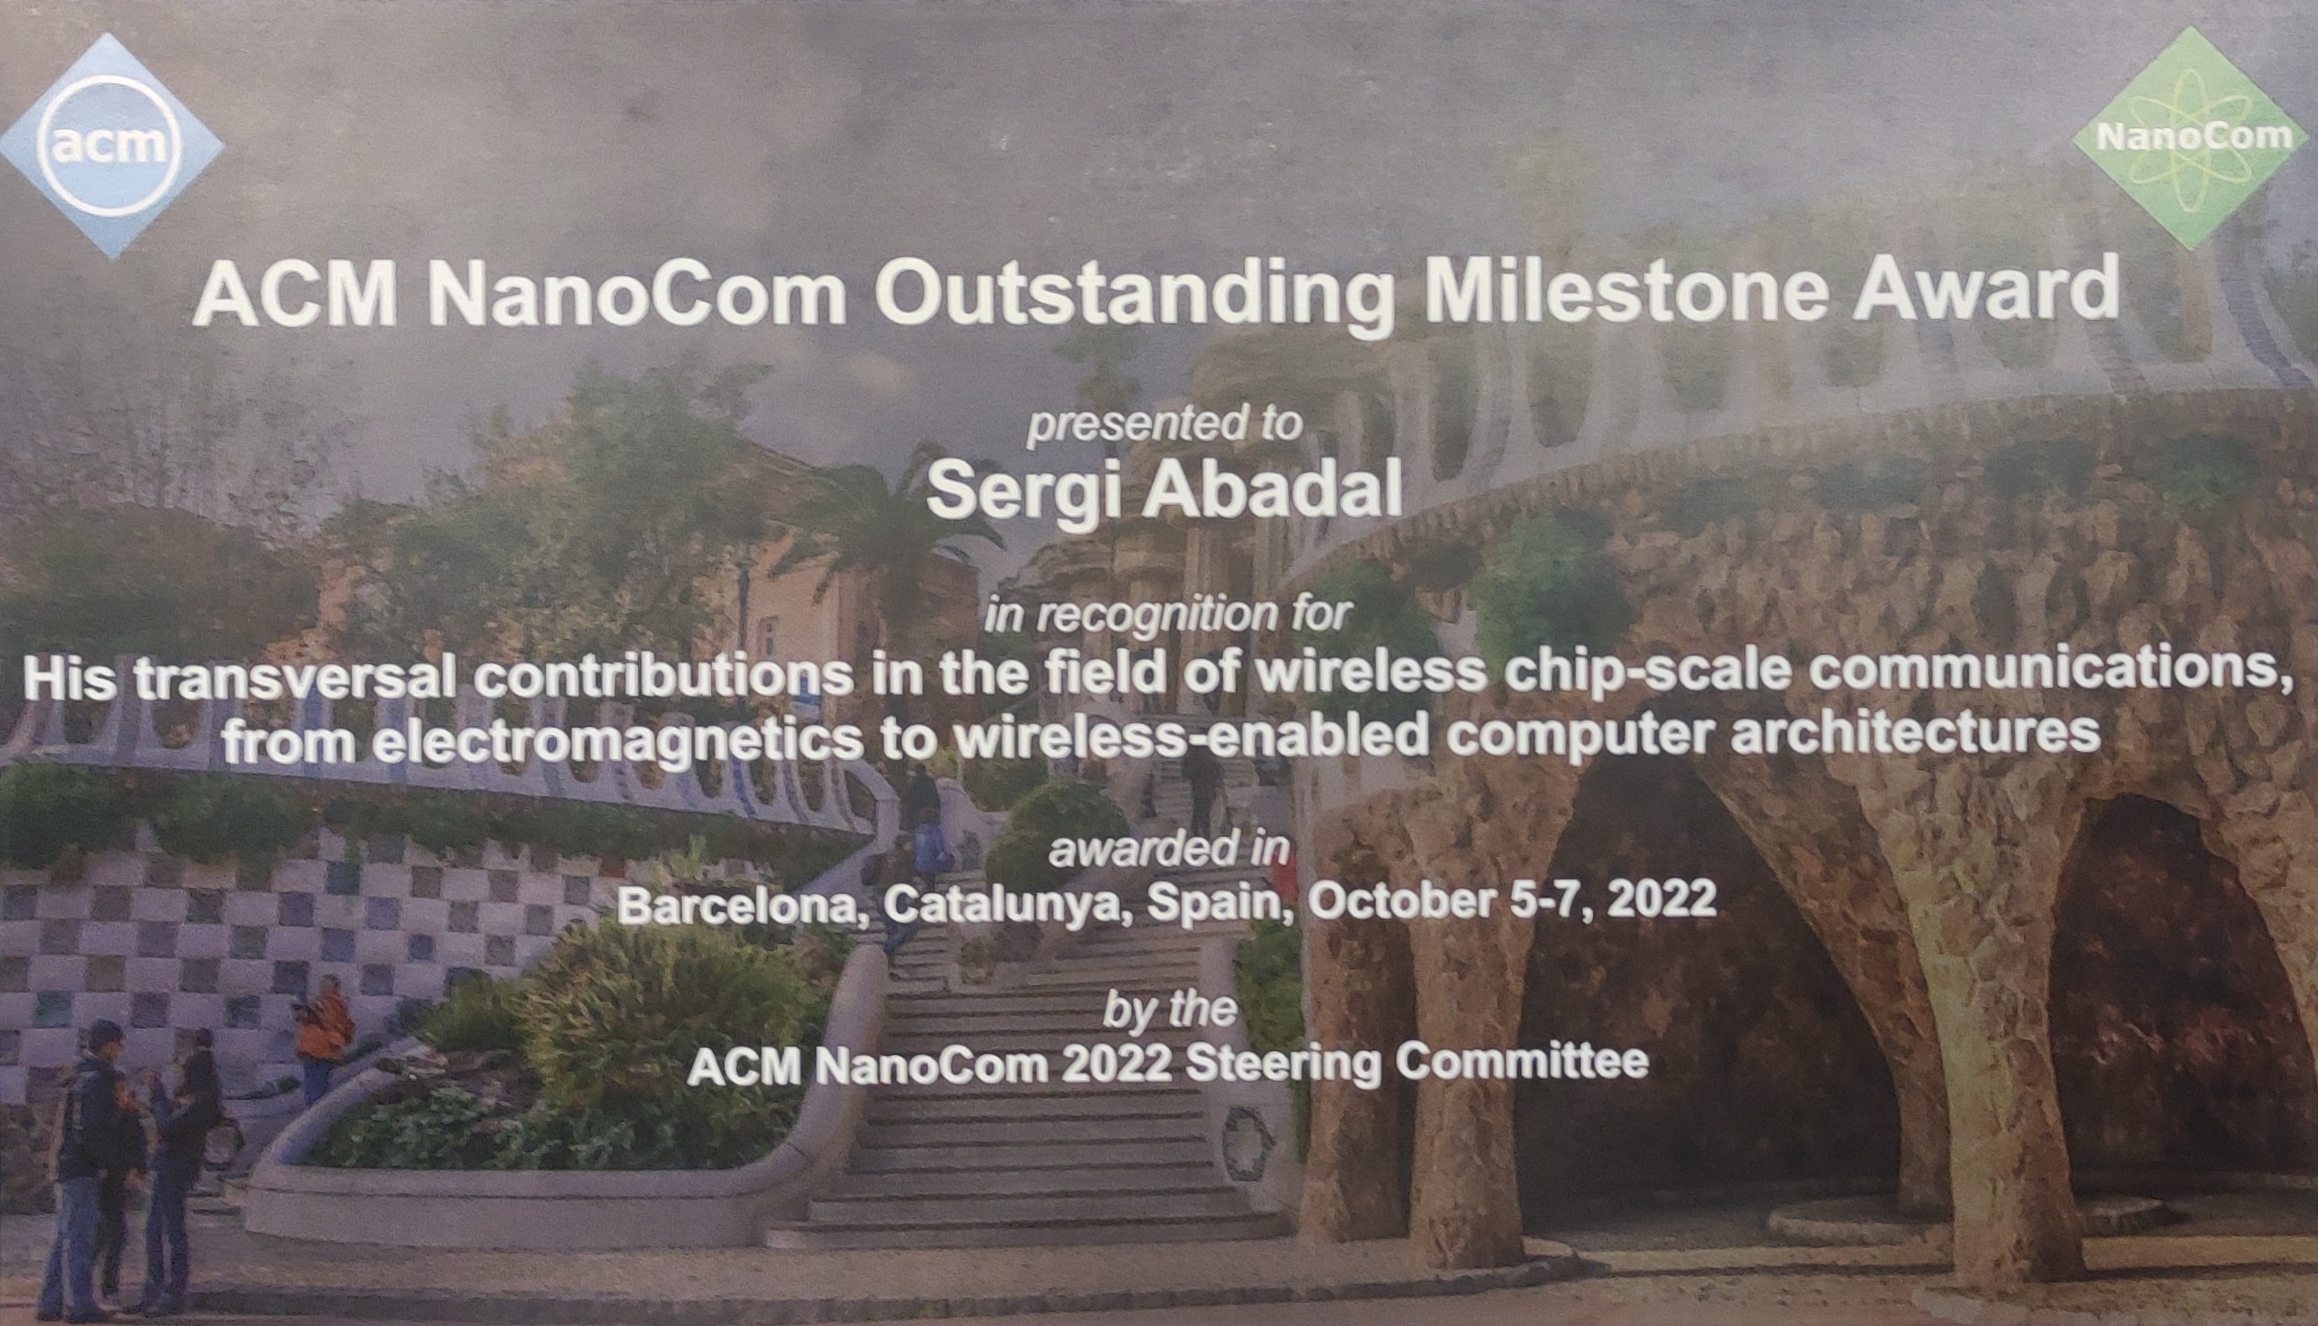 acm
NanoCom
ACM NanoCom Outstanding Milestone Award
presented to
Sergi Abadal
in recognition for
His transversal contributions in the field of wireless chip-scale communications,
from electromagnetics to wireless-enabled computer architectures
awarded in
Barcelona, Catalunya, Spain, October 5-7, 2022
by the
ACM NanoCom 2022 Steering Committee